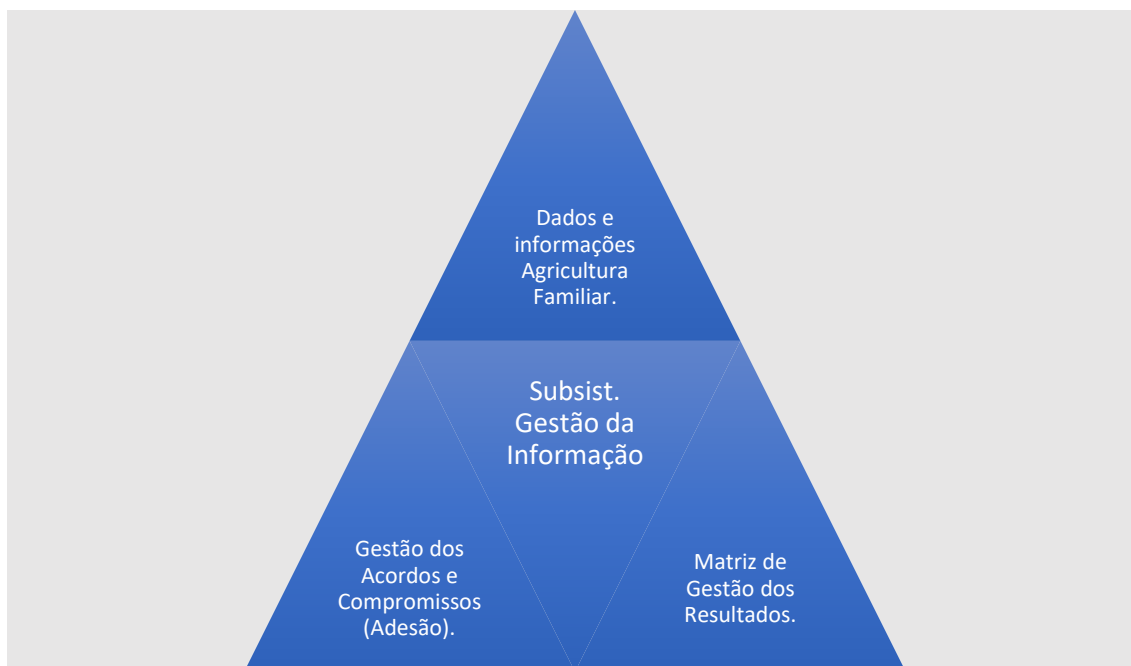 Dados e
informações
Agricultura
Familiar.
Subsist.
Gestão da
Informação
Gestão dos
Acordos e
Compromissos
(Adesão).
Matriz de
Gestão dos
Resultados.